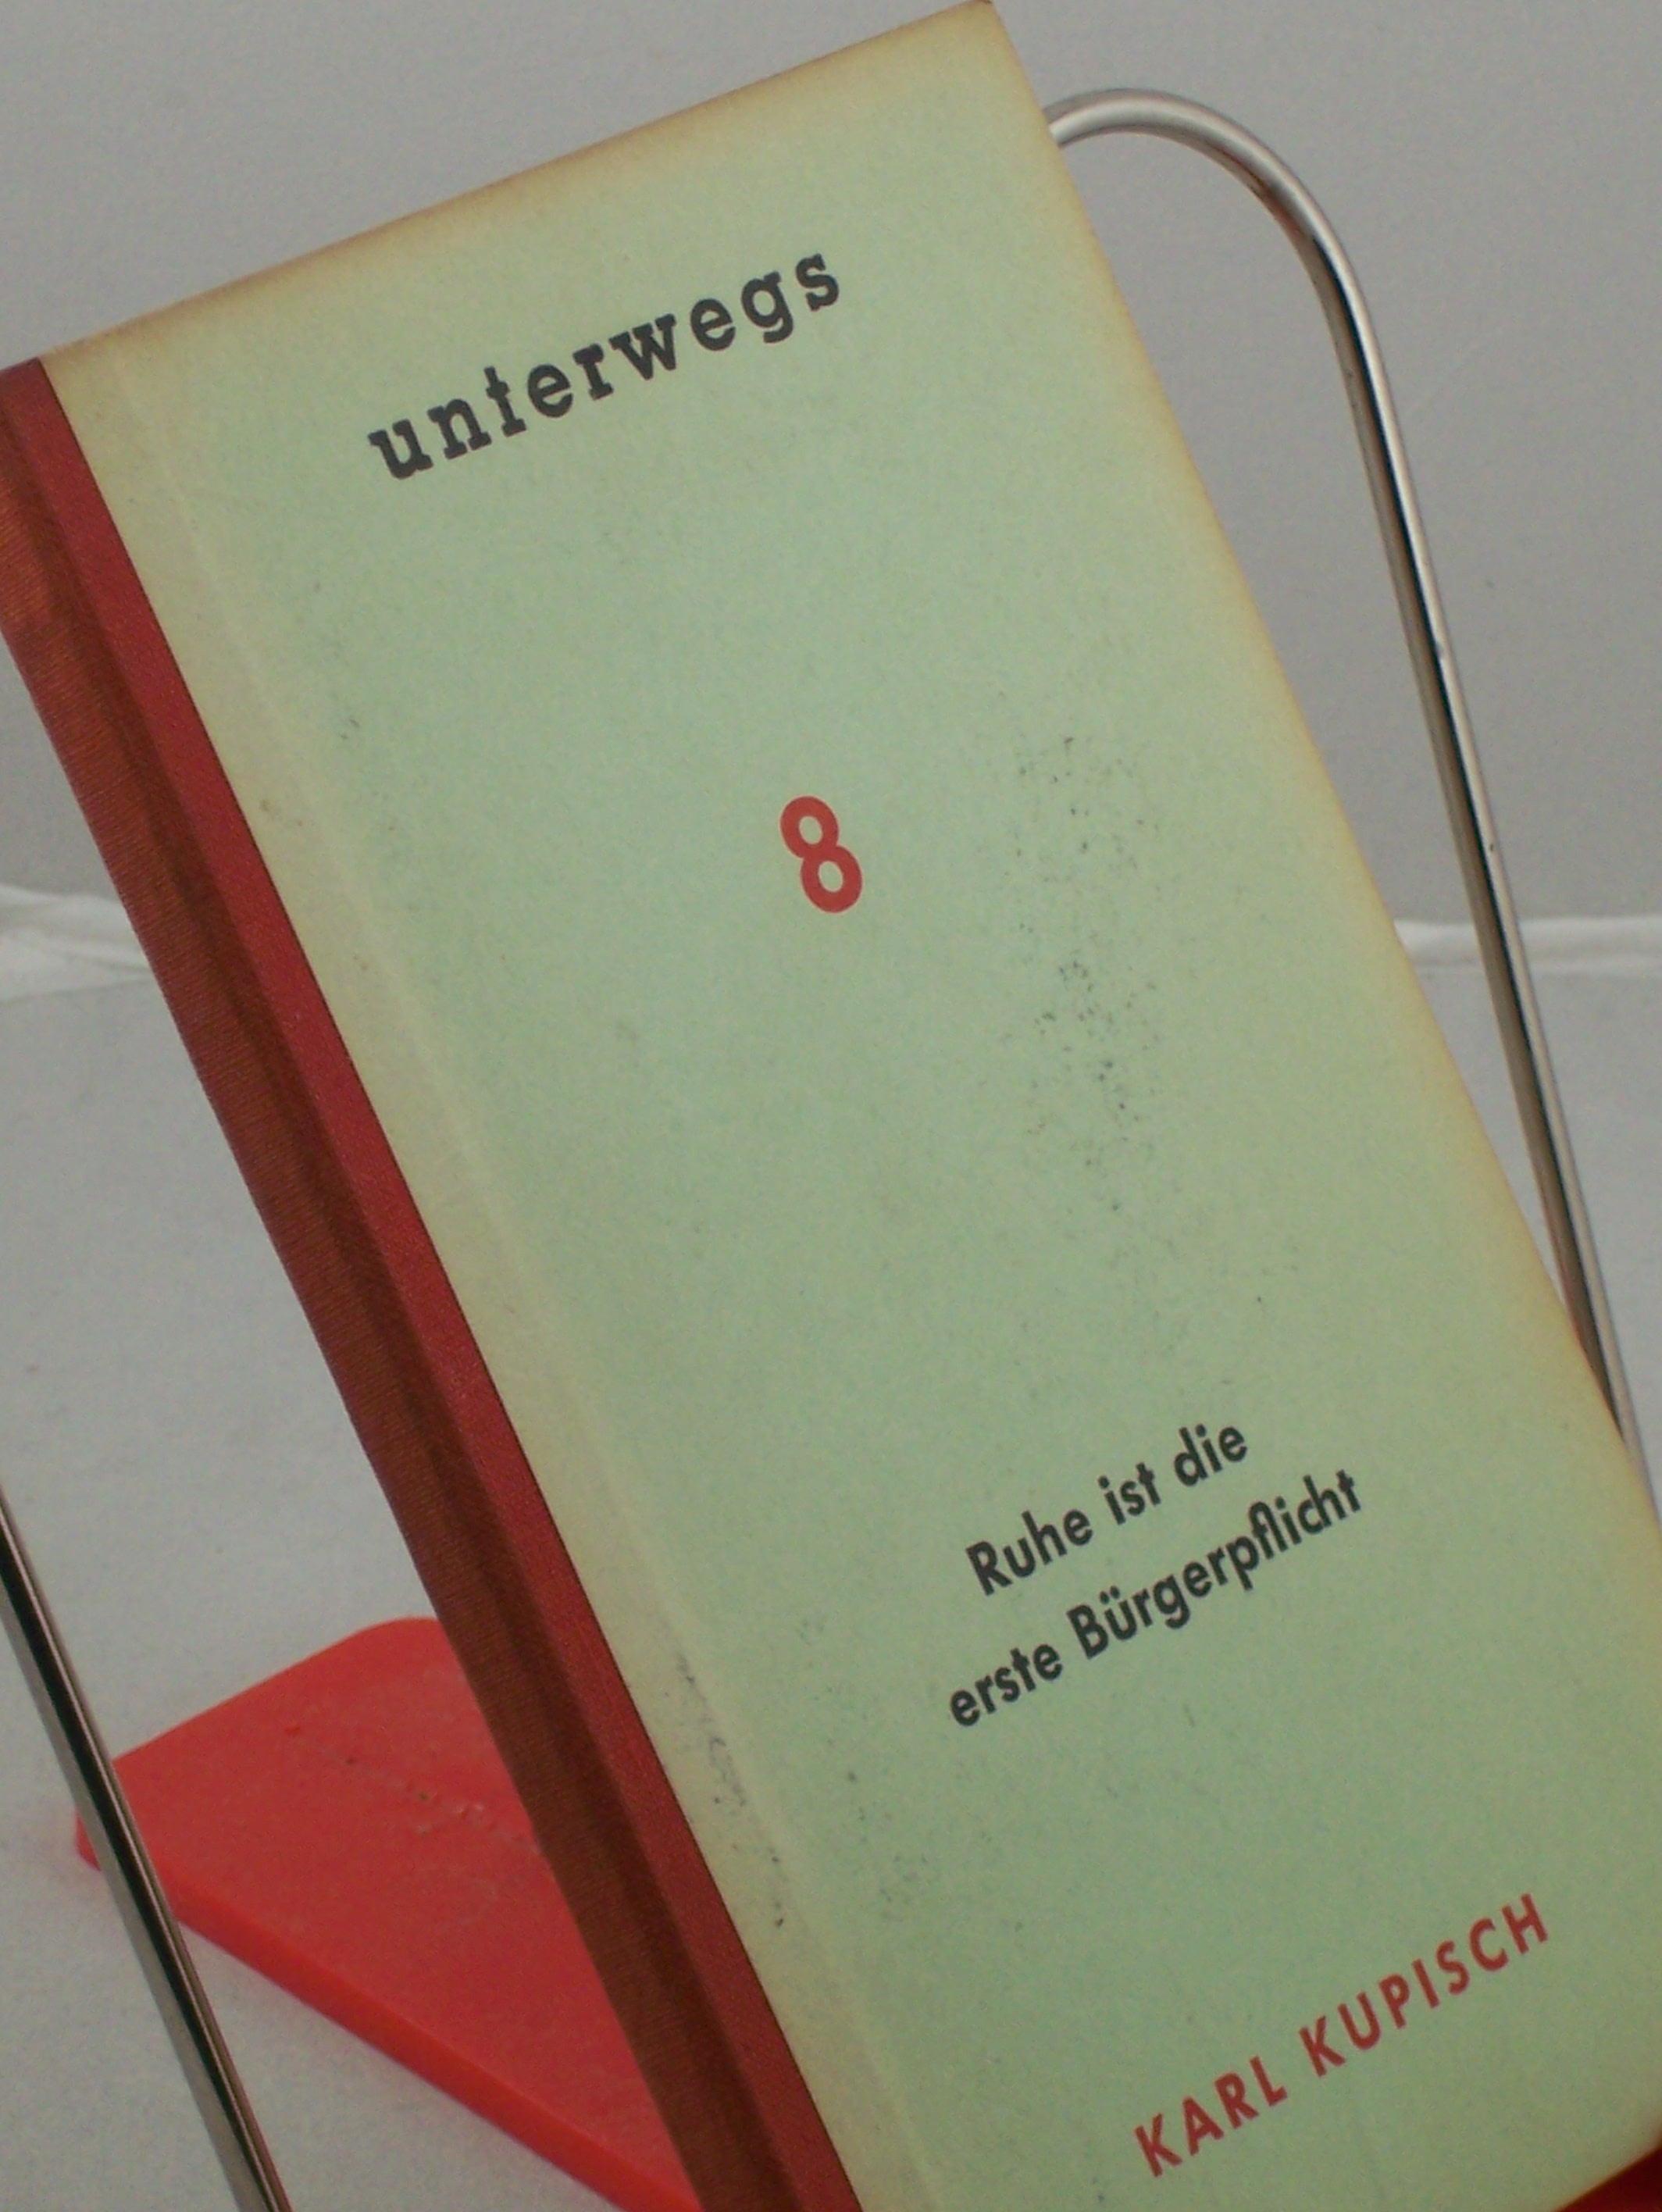 unterwegs
8
Ruhe ist die
erste Bürgerpflicht
KARL KUPISCH